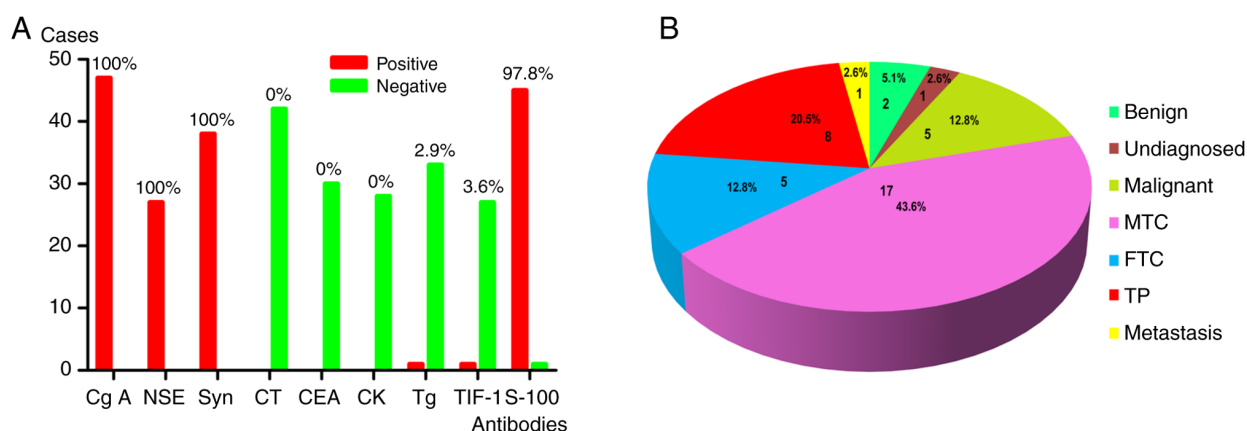 A
Cases
50
40
30
20
10
0
100%
100%
100%
0%
0%
0%
2.9%
3.6%
97.8%
Positive
Negative
Cg A NSE Syn CT CEA CK Tg TIF-1 S-100
Antibodies
B
2.6%
1
5.1%
2
2.6%
1
12.8%
5
20.5%
8
12.8% 5
17
43.6%
Benign
Undiagnosed
Malignant
MTC
FTC
TP
Metastasis